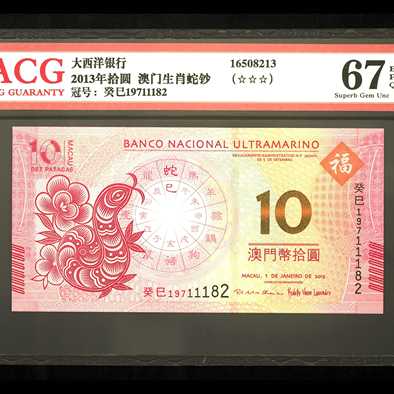 ACG
G GUARANTY
大西洋银行
2013年拾圆 澳门生肖蛇钞
冠号：癸巳19711182
16508213
(☆☆☆)
67
Superb Gem Unc
BANCO NACIONAL ULTRAMARINO
10
MACAU
DEZ PATACAS
蛇
巳
福
10
澳門幣拾圓
MACAU, 1 DE JANEIRO DE 2013
癸巳19711182
癸巳19711182